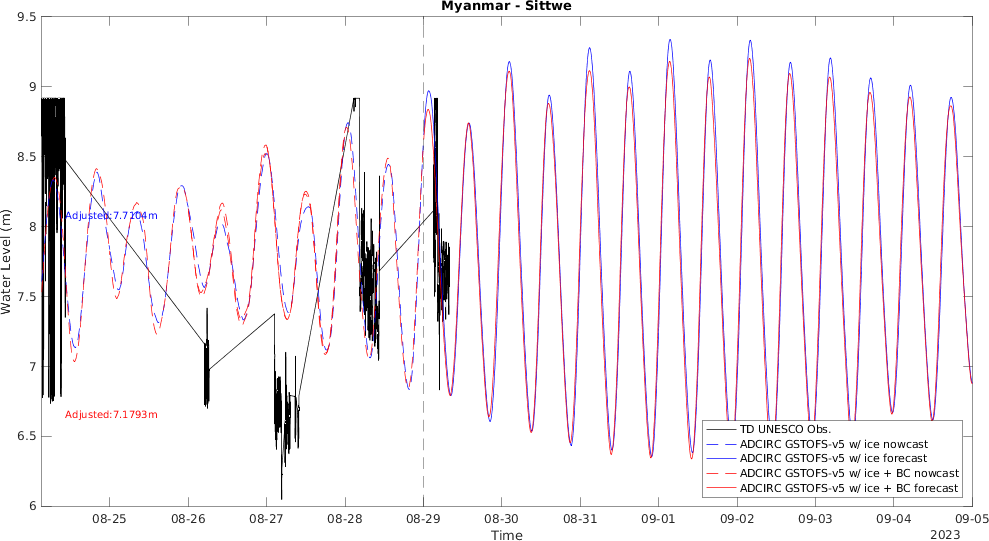 Myanmar - Sittwe
9.5
9
8.5
8
7.5
7
6.5
6
Water Level (m)
Adjusted:7.7104m
Adjusted:7.1793m
TD UNESCO Obs.
ADCIRC GSTOFS-v5 w/ ice nowcast
ADCIRC GSTOFS-v5 w/ ice forecast
ADCIRC GSTOFS-v5 w/ ice + BC nowcast
ADCIRC GSTOFS-v5 w/ ice + BC forecast
08-25 08-26 08-27 08-28 08-29 08-30 08-31 09-01 09-02 09-03 09-04 09-05
Time
2023